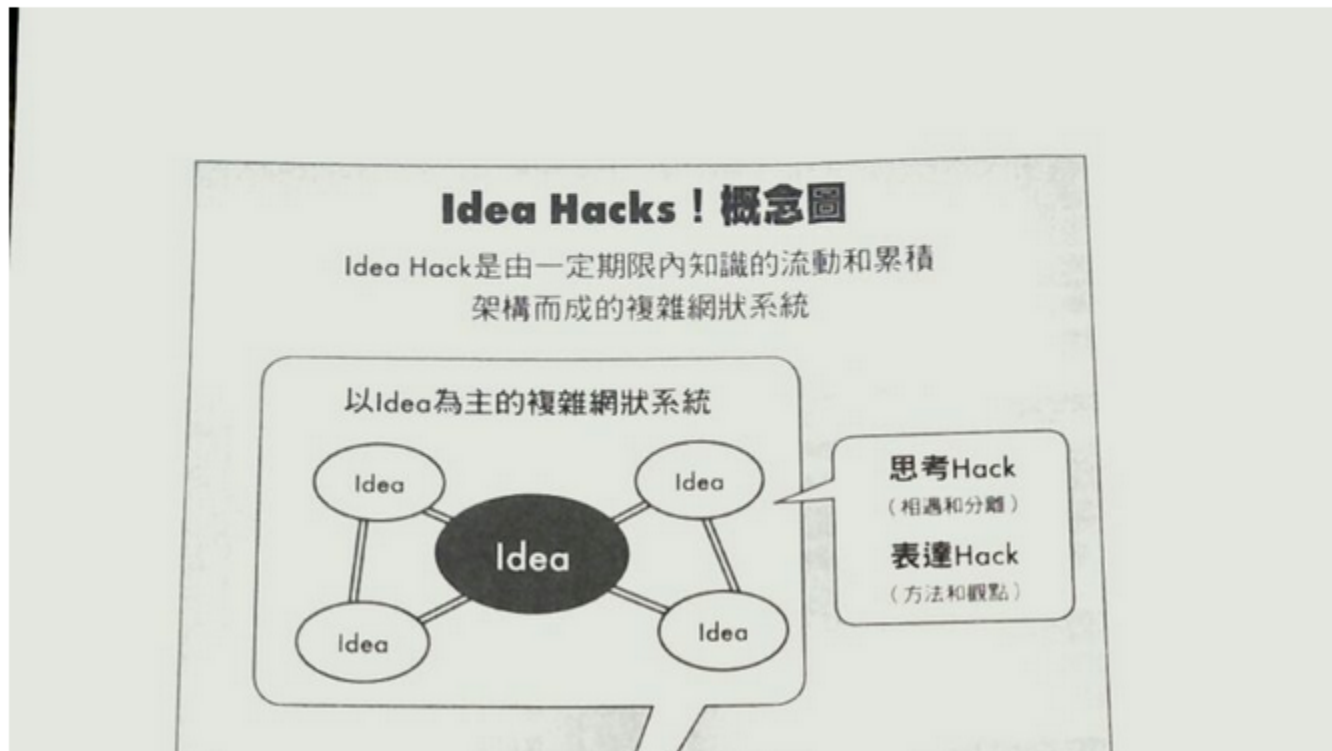 Idea Hacks！概念圖
Idea Hack是由一定期限內知識的流動和累積
架構而成的複雜網狀系統
以Idea為主的複雜網狀系統
Idea
Idea
Idea
Idea
Idea
思考Hack
（相遇和分離）
表達Hack
（方法和觀點）